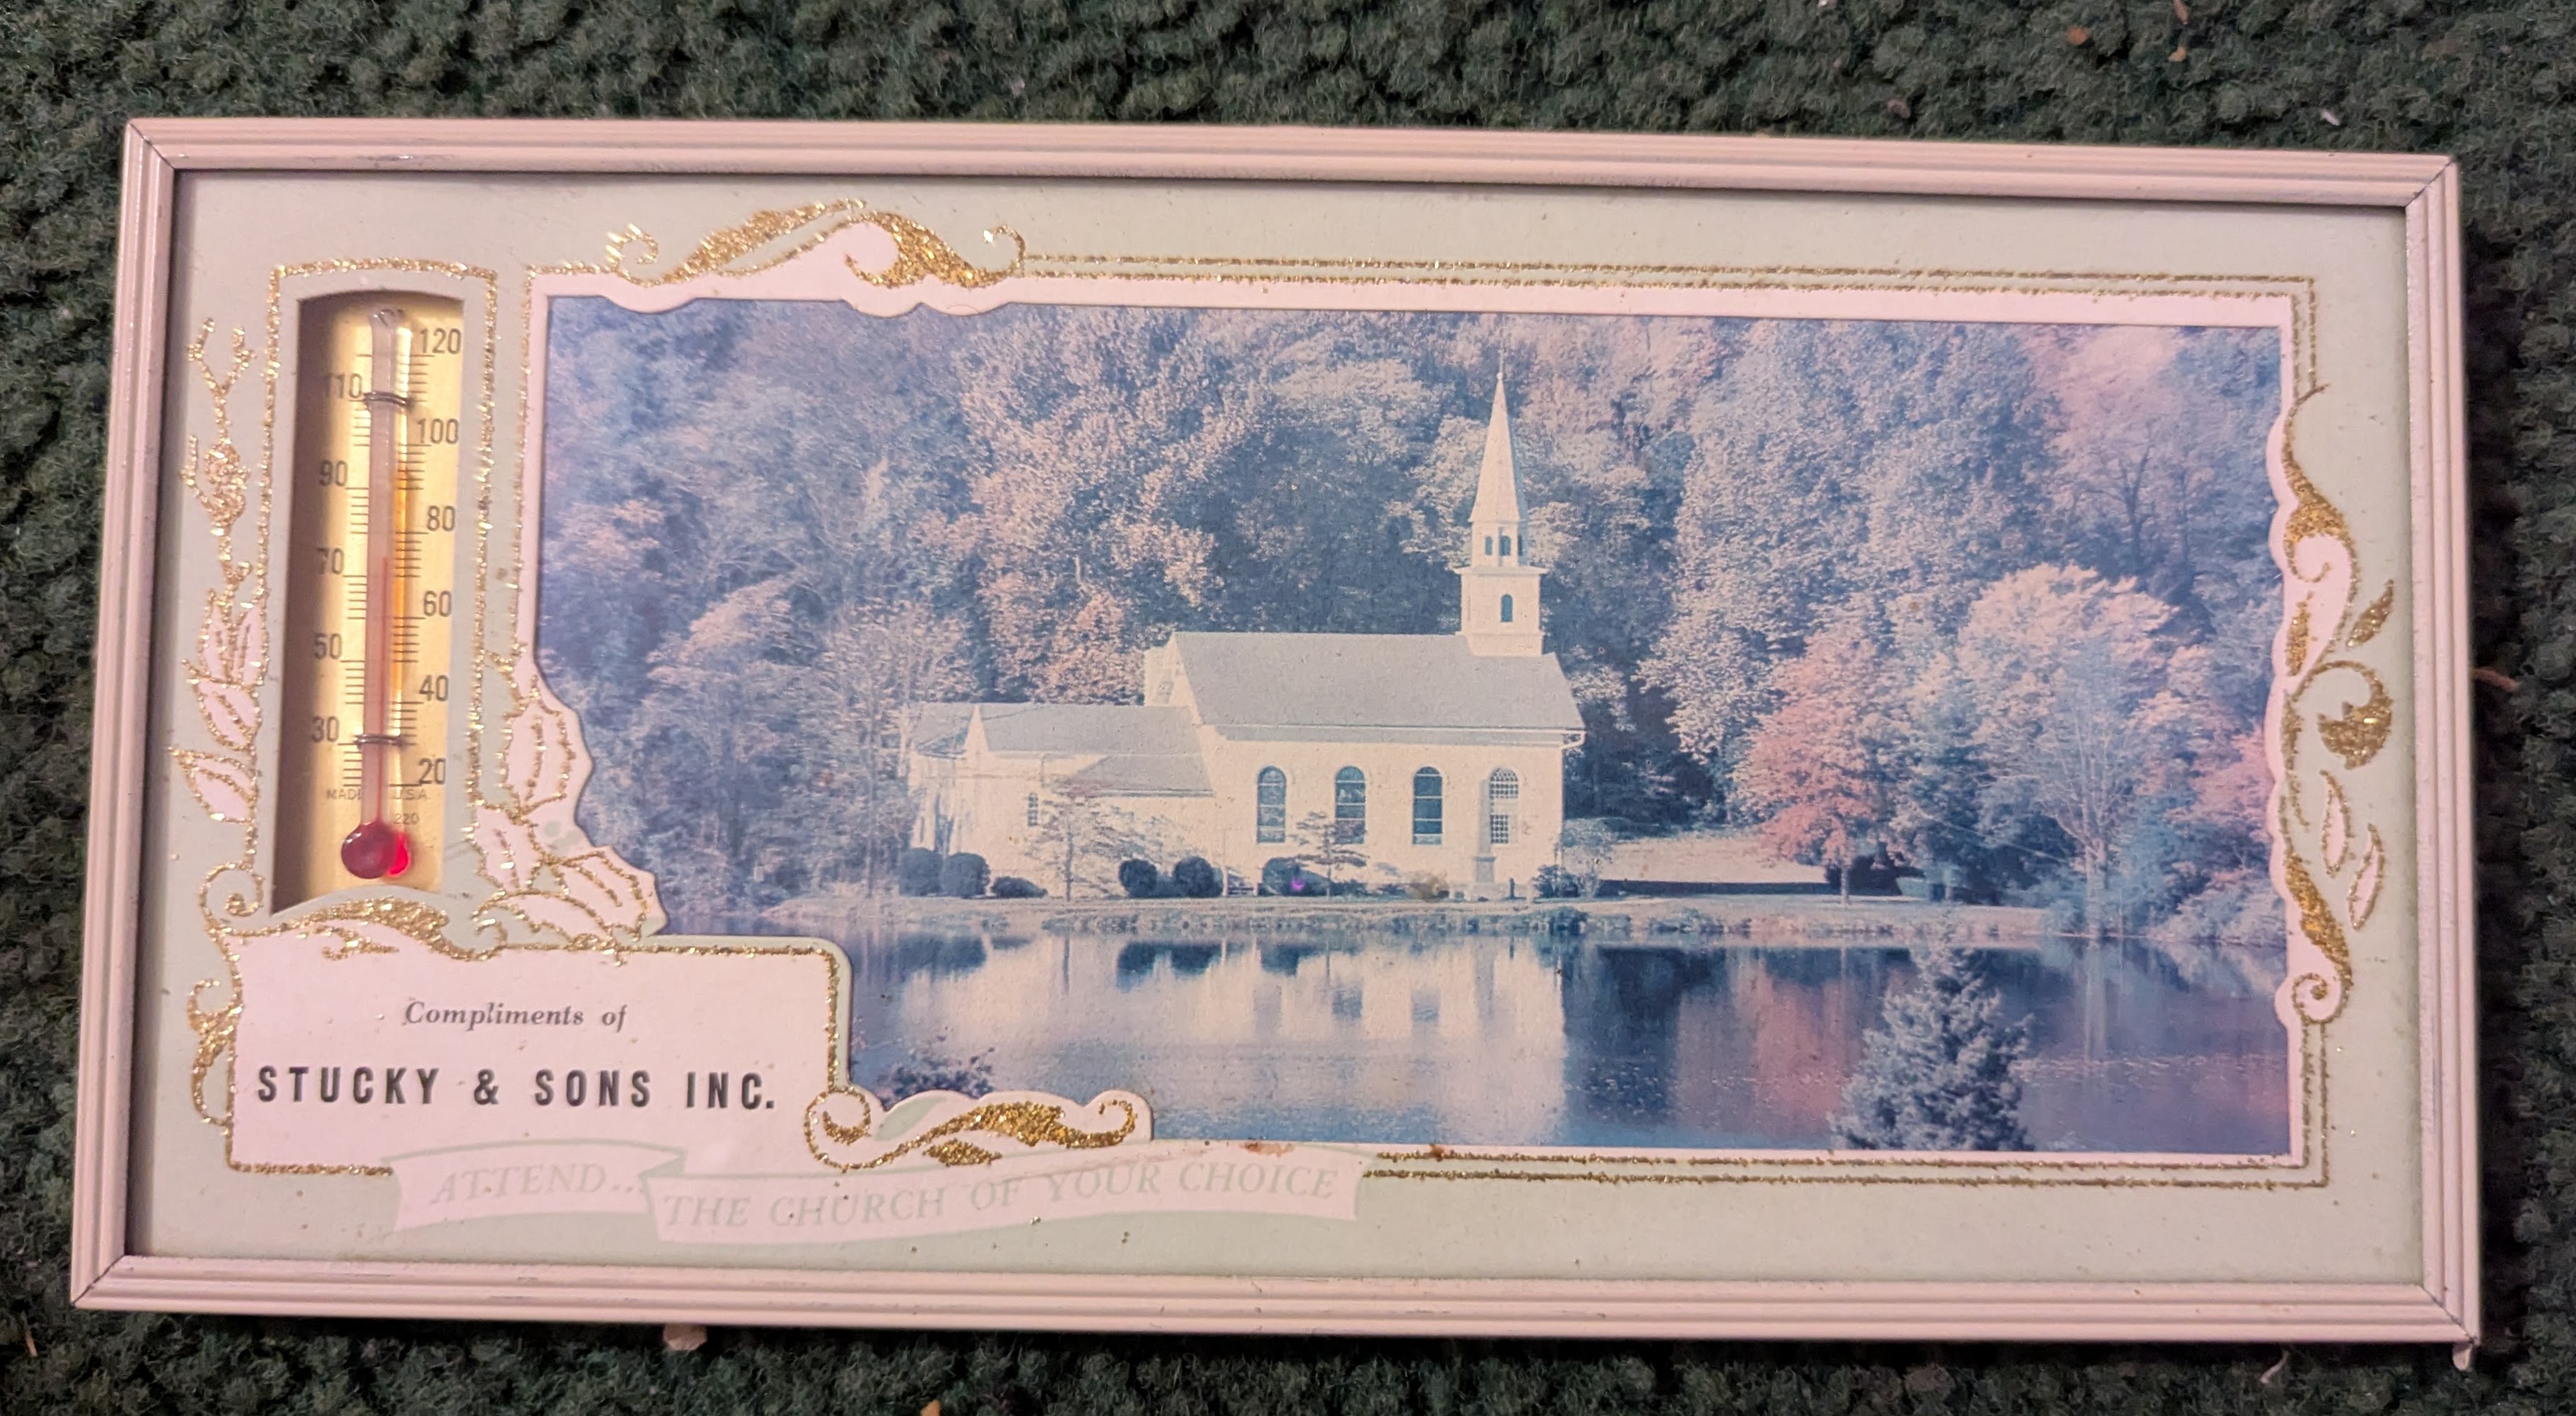 120
110
100
90
80
70
60
50
40
30
20
MADE U.S.A.
220
Compliments of
STUCKY & SONS INC.
ATTEND...
THE CHURCH OF YOUR CHOICE